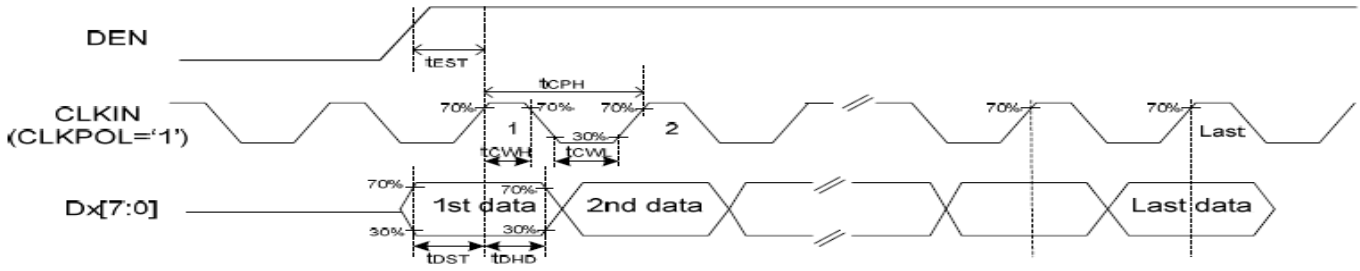 DEN
tEST
tCPH
CLKIN
(CLKPOL='1')
70% 70% 70% 70% 70%
1 2 Last
30%
tCWH tCWL
70% 70%
Dx[7:0] 1st data 2nd data Last data
30% 30%
tDST tDHD